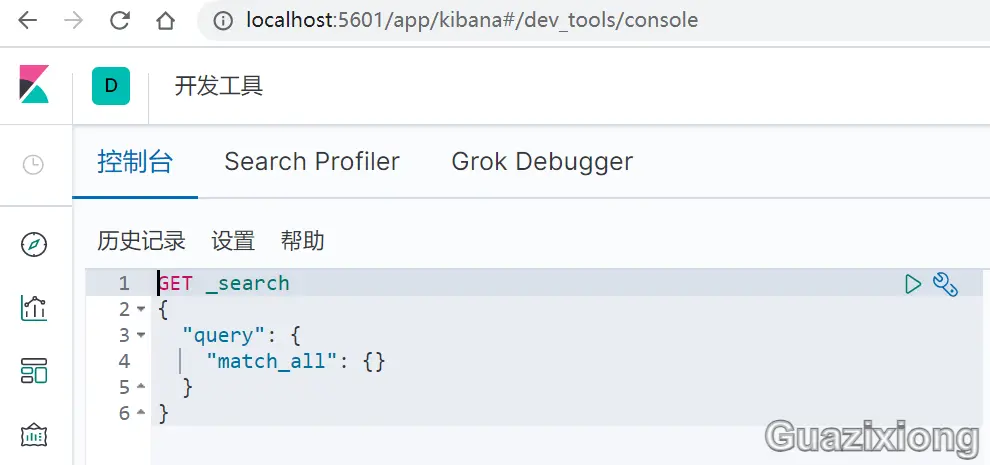 localhost:5601/app/kibana#/dev_tools/console
D 开发工具
控制台 Search Profiler Grok Debugger
历史记录 设置 帮助
1 GET _search
2 {
3 "query": {
4 "match_all": {}
5 }
6 }
Guazixiong